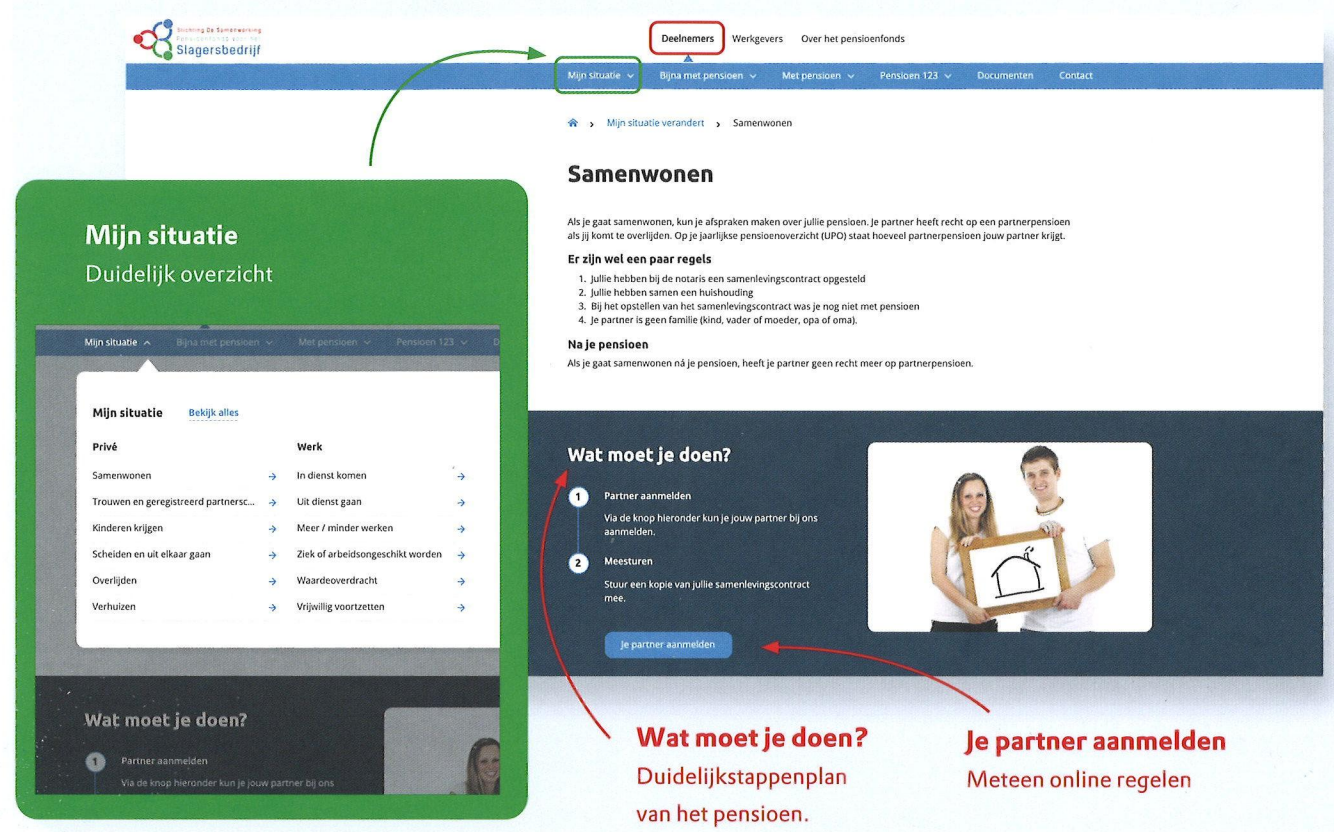 Stichting De Samenwerking
Pensioenfonds voor het
Slagersbedrijf
Deelnemers Werkgevers Over het pensioenfonds
Mijn situatie Bijna met pensioen Met pensioen Pensioen 123 Documenten Contact
Mijn situatie verandert > Samenwonen
Samenwonen
Als je gaat samenwonen, kun je afspraken maken over jullie pensioen. Je partner heeft recht op een partnerpensioen
als jij komt te overlijden. Op je jaarlijkse pensioenoverzicht (UPO) staat hoeveel partnerpensioen jouw partner krijgt.
Er zijn wel een paar regels
1. Jullie hebben bij de notaris een samenlevingscontract opgesteld
2. Jullie hebben samen een huishouding
3. Bij het opstellen van het samenlevingscontract was je nog niet met pensioen
4. Je partner is geen familie (kind, vader of moeder, opa of oma).
Na je pensioen
Als je gaat samenwonen ná je pensioen, heeft je partner geen recht meer op partnerpensioen.
Wat moet je doen?
1 Partner aanmelden
Via de knop hieronder kun je jouw partner bij ons
aanmelden.
2 Meesturen
Stuur een kopie van jullie samenlevingscontract
mee.
Je partner aanmelden
Mijn situatie
Duidelijk overzicht
Mijn situatie Bijna met pensioen Met pensioen Pensioen 123 D
Mijn situatie Bekijk alles
Privé Werk
Samenwonen → In dienst komen →
Trouwen en geregistreerd partnersc... → Uit dienst gaan →
Kinderen krijgen → Meer / minder werken →
Scheiden en uit elkaar gaan → Ziek of arbeidsongeschikt worden →
Overlijden → Waardeoverdracht →
Verhuizen → Vrijwillig voortzetten →
Wat moet je doen?
1 Partner aanmelden
Via de knop hieronder kun je jouw partner bij ons
Wat moet je doen?
Duidelijkstappenplan
van het pensioen.
Je partner aanmelden
Meteen online regelen